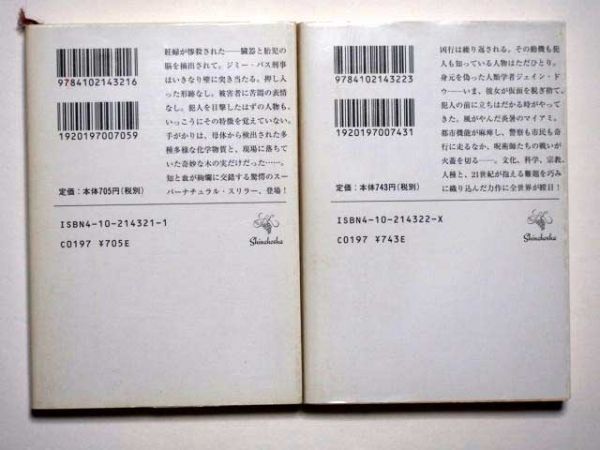 9784102143216
1920197007059
妊婦が惨殺された——臓器と胎児の
脳を摘出されて。ジミー・パス刑事
はいきなり壁に突き当たる。押し入
った形跡なし。被害者に苦悶の表情
なし。犯人を目撃したはずの人物も、
いっこうにその特徴を覚えていない。
手がかりは、母体から検出された多
種多様な化学物質と、現場に落ちて
いた奇妙な木の実だけだった……。
知と哀が絢爛に交錯する驚愕のスー
パーナチュラル・スリラー、登場!
定価:本体705円(税別)
ISBN4-10-214321-1
C0197 ¥705E
Shinchosha
9784102143223
1920197007431
凶行は繰り返される。その動機も犯
人も知っている人物はただひとり。
身元を偽った人類学者ジェイン・ド
ウ——いま、彼女が仮面を脱ぎ捨て、
犯人の前に立ちはだかる時がやって
きた。嵐がやんだ炎暑のマイアミ。
都市機能が麻痺し、警察も市民も奇
行に走るなか、呪術師たちの戦いが
火蓋を切る——。文化、科学、宗教、
人種と、21世紀が抱える難題を巧み
に織り込んだ力作に全世界が瞠目!
定価:本体743円(税別)
ISBN4-10-214322-X
C0197 ¥743E
Shinchosha